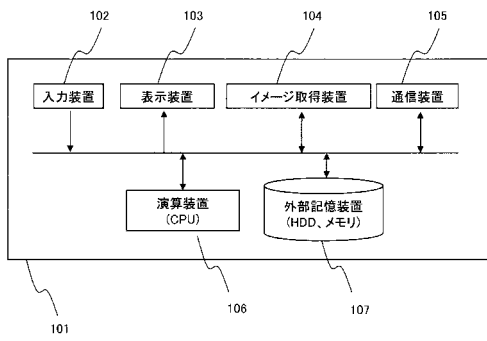 102
103
104
105
入力装置
表示装置
イメージ取得装置
通信装置
演算装置
(CPU)
外部記憶装置
(HDD、メモリ)
106
107
101